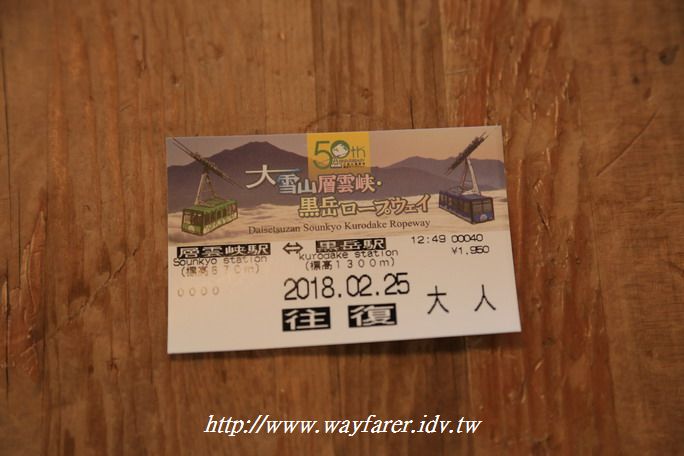 50th
大雪山層雲峡・
黒岳ロープウェイ
Daisetsuzan Sounkyo Kurodake Ropeway
層雲峡駅 ⇔ 黒岳駅 12:49 00040
Sounkyo station kurodake station ¥1,950
(標高670m) (標高1300m)
0000 2018.02.25 大人
往復
http://www.wayfarer.idv.tw